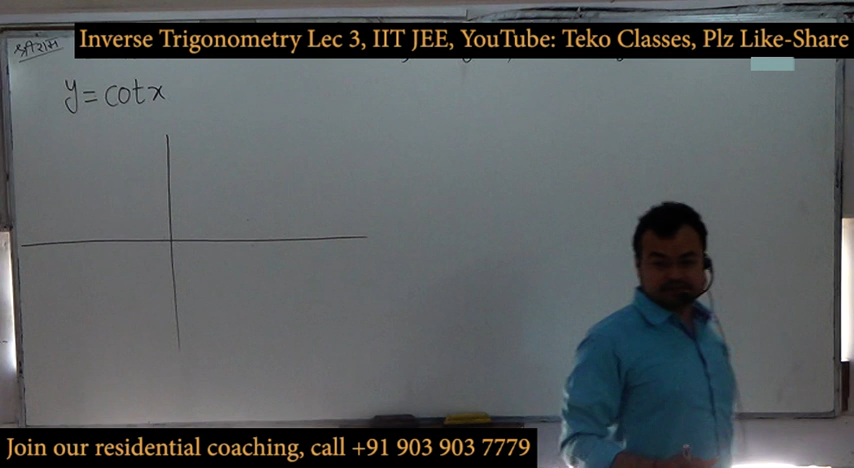 श्रीराम
Inverse Trigonometry Lec 3, IIT JEE, YouTube: Teko Classes, Plz Like-Share
y = cotx
Join our residential coaching, call +91 903 903 7779